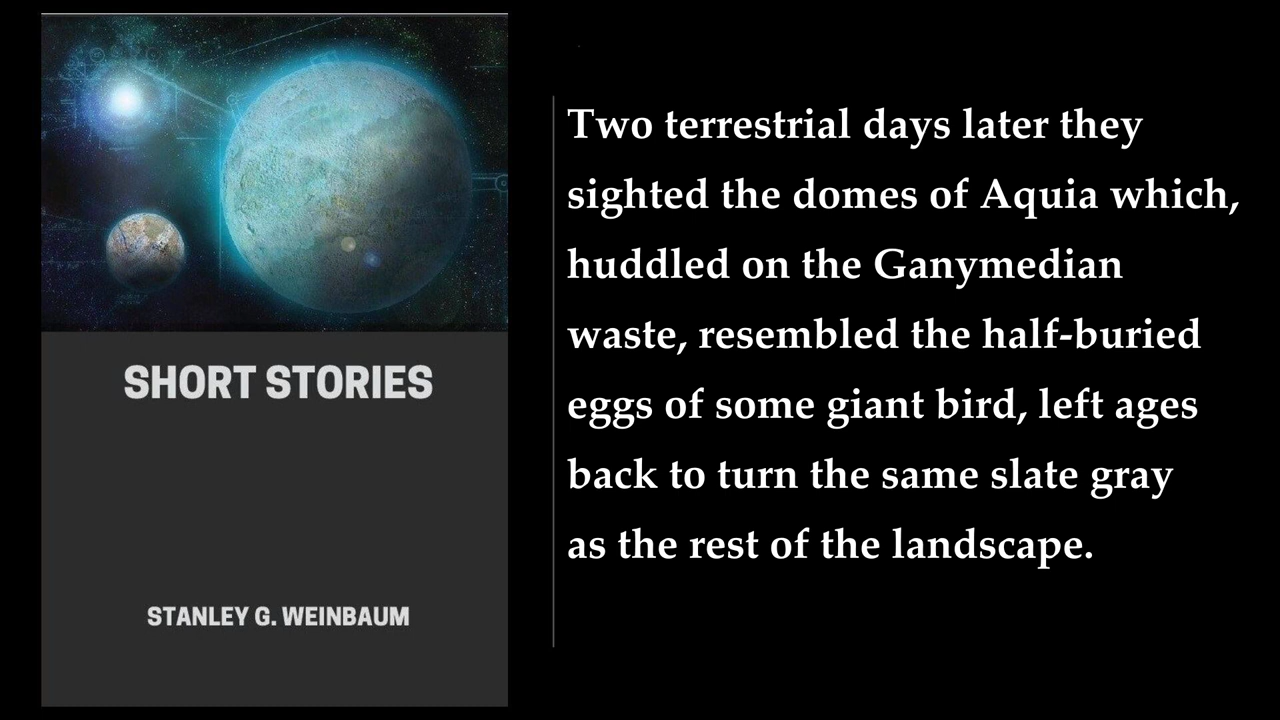 SHORT STORIES
STANLEY G. WEINBAUM
Two terrestrial days later they
sighted the domes of Aquia which,
huddled on the Ganymedian
waste, resembled the half-buried
eggs of some giant bird, left ages
back to turn the same slate gray
as the rest of the landscape.